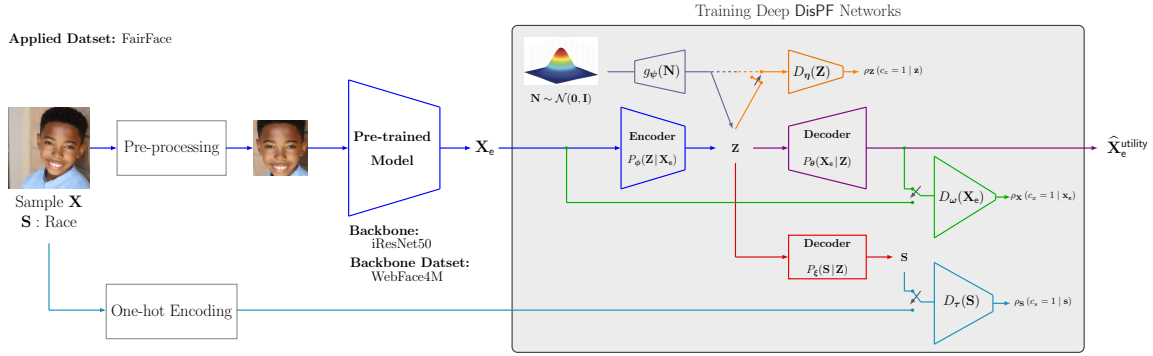 Training Deep DisPF Networks
Applied Datset: FairFace
N ∼ 𝒩(0, I)
g_ψ(N)
D_η(Z)
ρ_Z (c_z = 1 | z)
Pre-processing
Pre-trained
Model
X_e
Encoder
P_ϕ(Z | X_e)
Z
Decoder
P_θ(X_e | Z)
X̂_e^utility
Sample X
S : Race
D_ω(X_e)
ρ_X (c_x = 1 | x_e)
Backbone:
iResNet50
Backbone Datset:
WebFace4M
Decoder
P_ξ(S | Z)
S
One-hot Encoding
D_τ(S)
ρ_S (c_s = 1 | s)